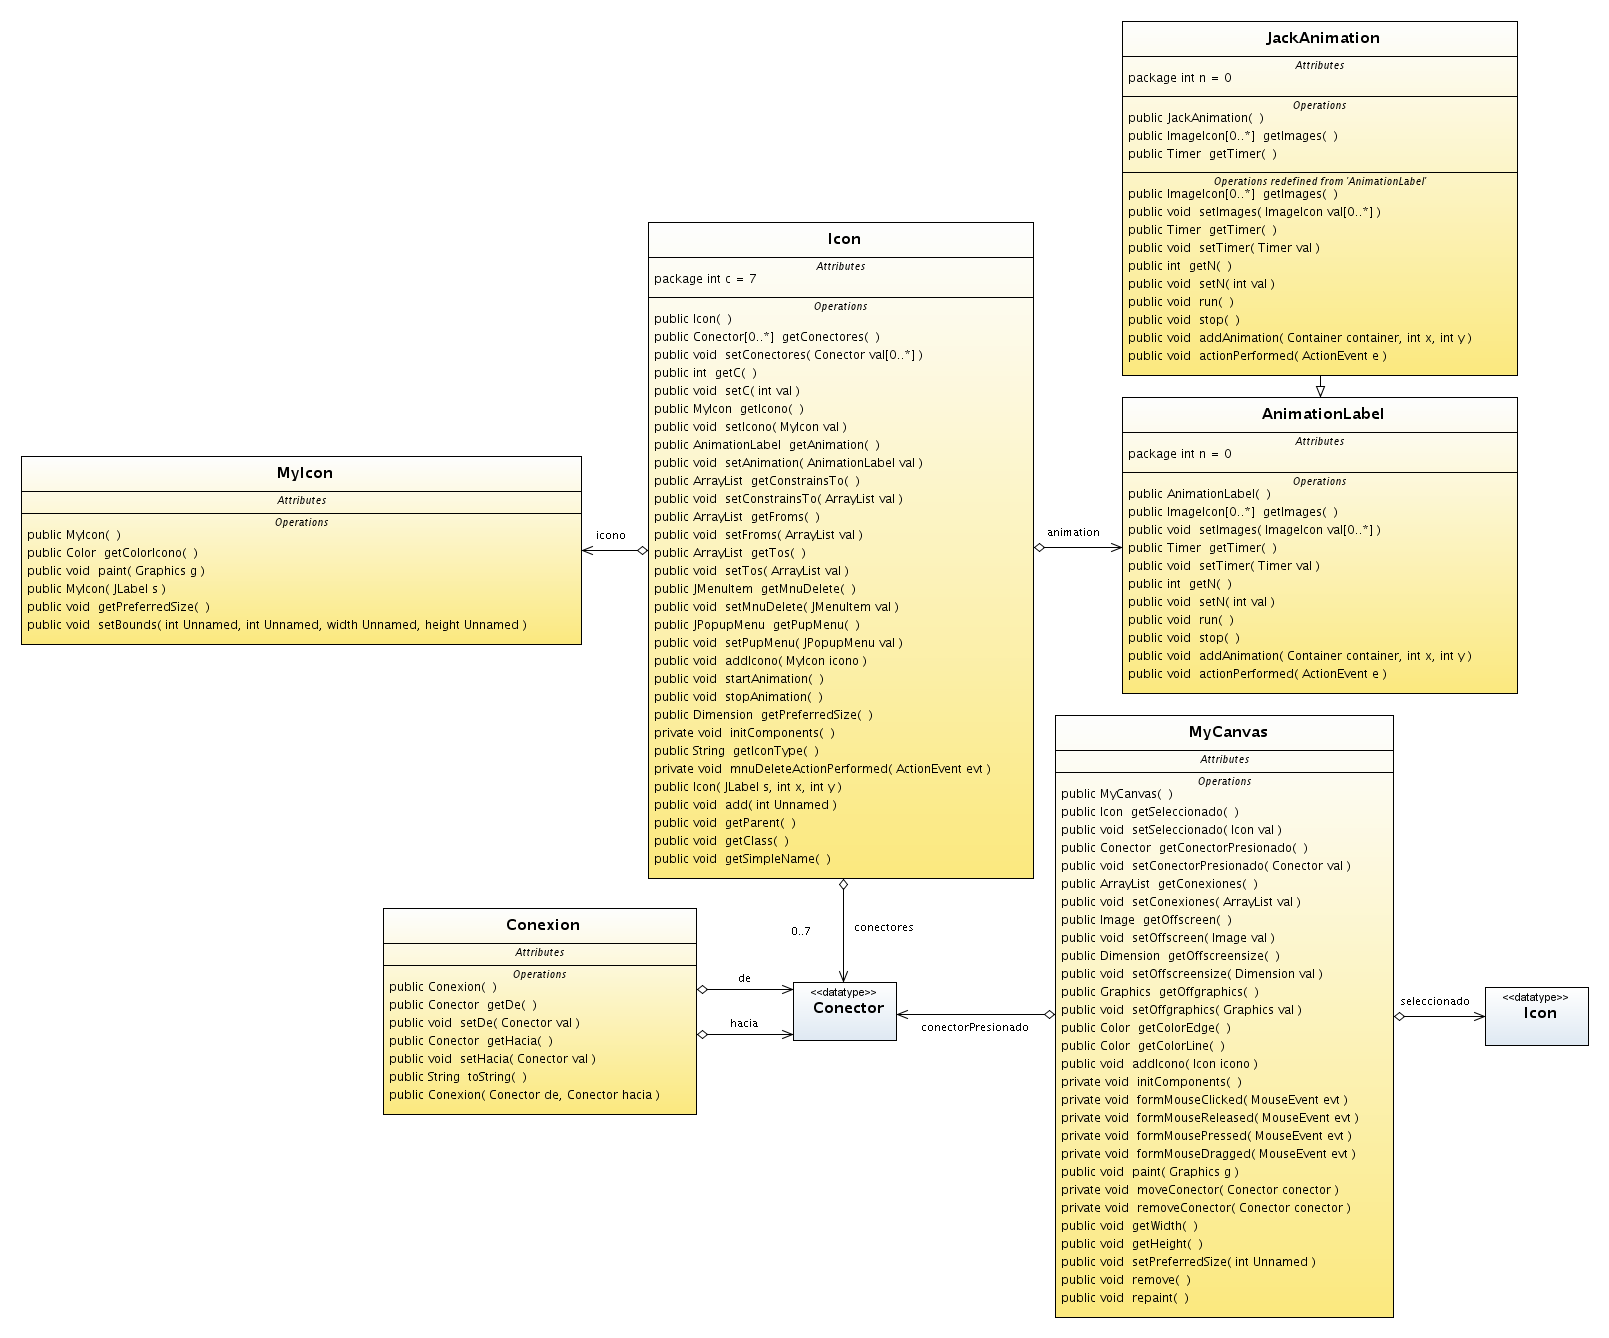 JackAnimation
Attributes
package int n = 0
Operations
public JackAnimation( )
public ImageIcon[0..*] getImages( )
public Timer getTimer( )
Operations redefined from 'AnimationLabel'
public ImageIcon[0..*] getImages( )
public void setImages( ImageIcon val[0..*] )
public Timer getTimer( )
public void setTimer( Timer val )
public int getN( )
public void setN( int val )
public void run( )
public void stop( )
public void addAnimation( Container container, int x, int y )
public void actionPerformed( ActionEvent e )
Icon
Attributes
package int c = 7
Operations
public Icon( )
public Conector[0..*] getConectores( )
public void setConectores( Conector val[0..*] )
public int getC( )
public void setC( int val )
public MyIcon getIcono( )
public void setIcono( MyIcon val )
public AnimationLabel getAnimation( )
public void setAnimation( AnimationLabel val )
public ArrayList getConstrainsTo( )
public void setConstrainsTo( ArrayList val )
public ArrayList getFroms( )
public void setFroms( ArrayList val )
public ArrayList getTos( )
public void setTos( ArrayList val )
public JMenuItem getMnuDelete( )
public void setMnuDelete( JMenuItem val )
public JPopupMenu getPupMenu( )
public void setPupMenu( JPopupMenu val )
public void addIcono( MyIcon icono )
public void startAnimation( )
public void stopAnimation( )
public Dimension getPreferredSize( )
private void initComponents( )
public String getIconType( )
private void mnuDeleteActionPerformed( ActionEvent evt )
public Icon( JLabel s, int x, int y )
public void add( int Unnamed )
public void getParent( )
public void getClass( )
public void getSimpleName( )
AnimationLabel
Attributes
package int n = 0
Operations
public AnimationLabel( )
public ImageIcon[0..*] getImages( )
public void setImages( ImageIcon val[0..*] )
public Timer getTimer( )
public void setTimer( Timer val )
public int getN( )
public void setN( int val )
public void run( )
public void stop( )
public void addAnimation( Container container, int x, int y )
public void actionPerformed( ActionEvent e )
MyIcon
Attributes
Operations
public MyIcon( )
public Color getColorIcono( )
public void paint( Graphics g )
public MyIcon( JLabel s )
public void getPreferredSize( )
public void setBounds( int Unnamed, int Unnamed, width Unnamed, height Unnamed )
icono
animation
MyCanvas
Attributes
Operations
public MyCanvas( )
public Icon getSeleccionado( )
public void setSeleccionado( Icon val )
public Conector getConectorPresionado( )
public void setConectorPresionado( Conector val )
public ArrayList getConexiones( )
public void setConexiones( ArrayList val )
public Image getOffscreen( )
public void setOffscreen( Image val )
public Dimension getOffscreensize( )
public void setOffscreensize( Dimension val )
public Graphics getOffgraphics( )
public void setOffgraphics( Graphics val )
public Color getColorEdge( )
public Color getColorLine( )
public void addIcono( Icon icono )
private void initComponents( )
private void formMouseClicked( MouseEvent evt )
private void formMouseReleased( MouseEvent evt )
private void formMousePressed( MouseEvent evt )
private void formMouseDragged( MouseEvent evt )
public void paint( Graphics g )
private void moveConector( Conector conector )
private void removeConector( Conector conector )
public void getWidth( )
public void getHeight( )
public void setPreferredSize( int Unnamed )
public void remove( )
public void repaint( )
Conexion
Attributes
Operations
public Conexion( )
public Conector getDe( )
public void setDe( Conector val )
public Conector getHacia( )
public void setHacia( Conector val )
public String toString( )
public Conexion( Conector de, Conector hacia )
0..7
conectores
de
hacia
<<datatype>>
Conector
conectorPresionado
seleccionado
<<datatype>>
Icon